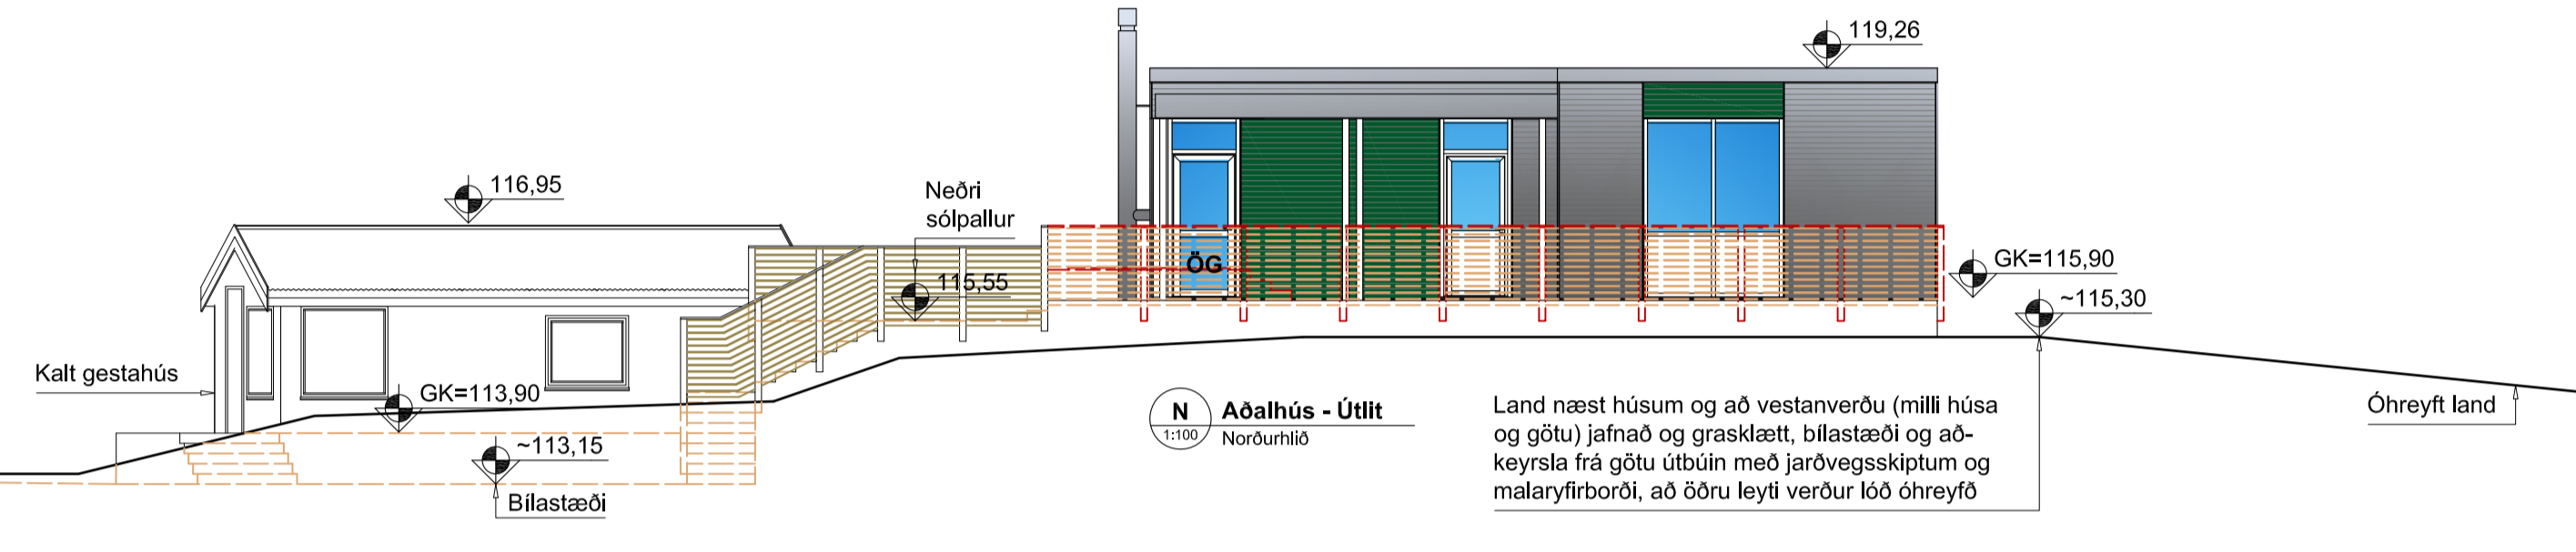 119,26
116,95
Neðri
sólpallur
115,55
ÖG
GK=115,90
~115,30
Kalt gestahús
GK=113,90
~113,15
Bílastæði
N
1:100
Aðalhús - Útlit
Norðurhlið
Land næst húsum og að vestanverðu (milli húsa
og götu) jafnað og grasklætt, bílastæði og að-
keyrsla frá götu útbúin með jarðvegsskiptum og
malaryfirborði, að öðru leyti verður lóð óhreyfð
Óhreyft land